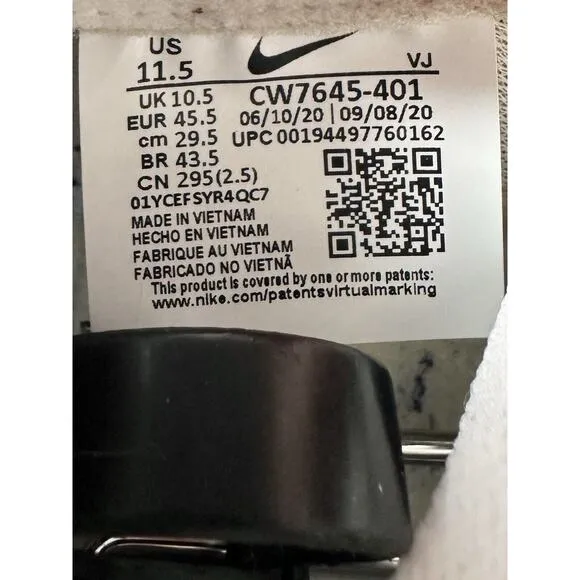 US
11.5
VJ
UK 10.5
CW7645-401
EUR 45.5
06/10/20 | 09/08/20
cm 29.5
UPC 00194497760162
BR 43.5
CN 295(2.5)
01YCEFSYR4QC7
MADE IN VIETNAM
HECHO EN VIETNAM
FABRIQUE AU VIETNAM
FABRICADO NO VIETNÃ
This product is covered by one or more patents:
www.nike.com/patentsvirtualmarking